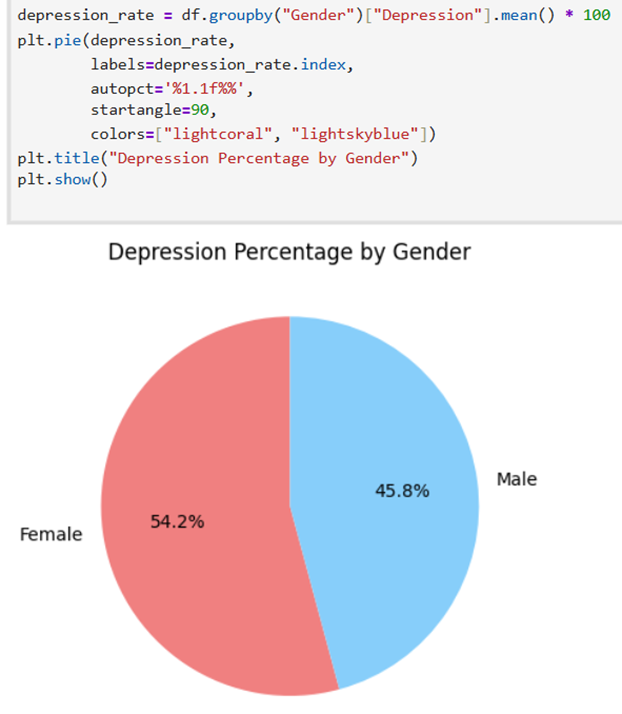 depression_rate = df.groupby("Gender")["Depression"].mean() * 100
plt.pie(depression_rate,
        labels=depression_rate.index,
        autopct='%1.1f%%',
        startangle=90,
        colors=["lightcoral", "lightskyblue"])
plt.title("Depression Percentage by Gender")
plt.show()
Depression Percentage by Gender
Male
45.8%
54.2%
Female